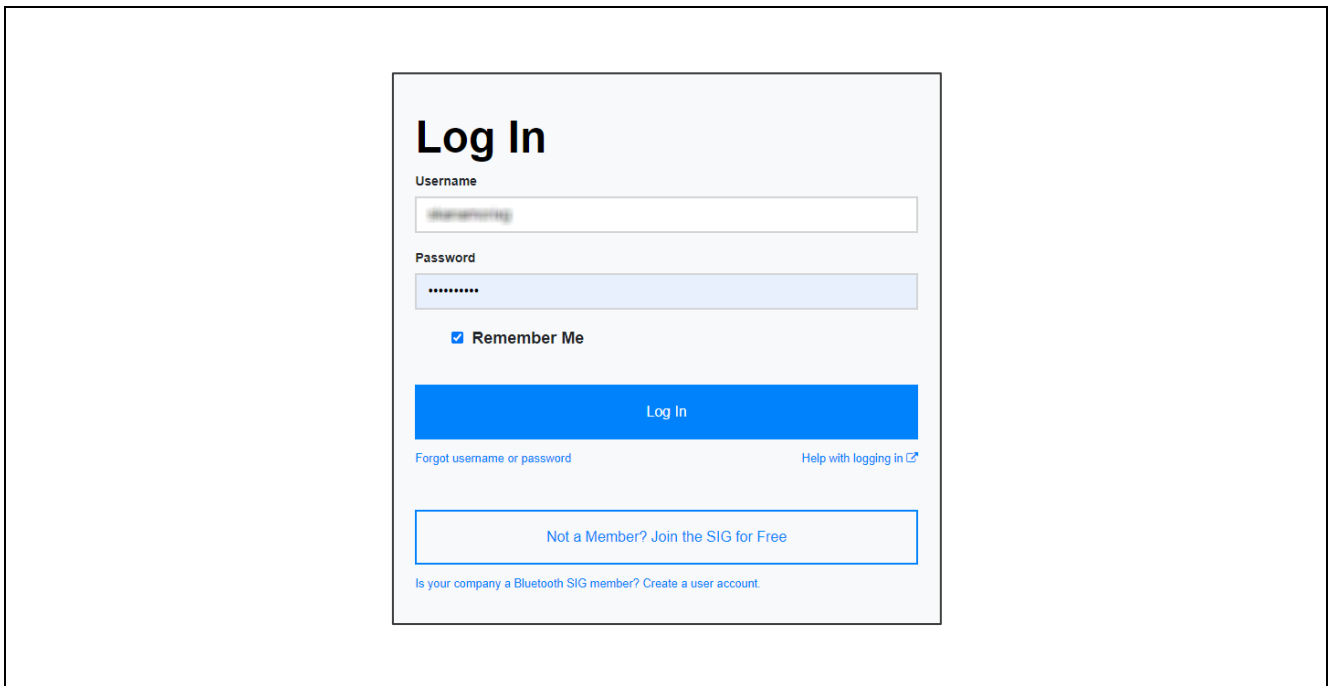 Log In
Username
Password
••••••••••
Remember Me
Log In
Forgot username or password
Help with logging in
Not a Member? Join the SIG for Free
Is your company a Bluetooth SIG member? Create a user account.